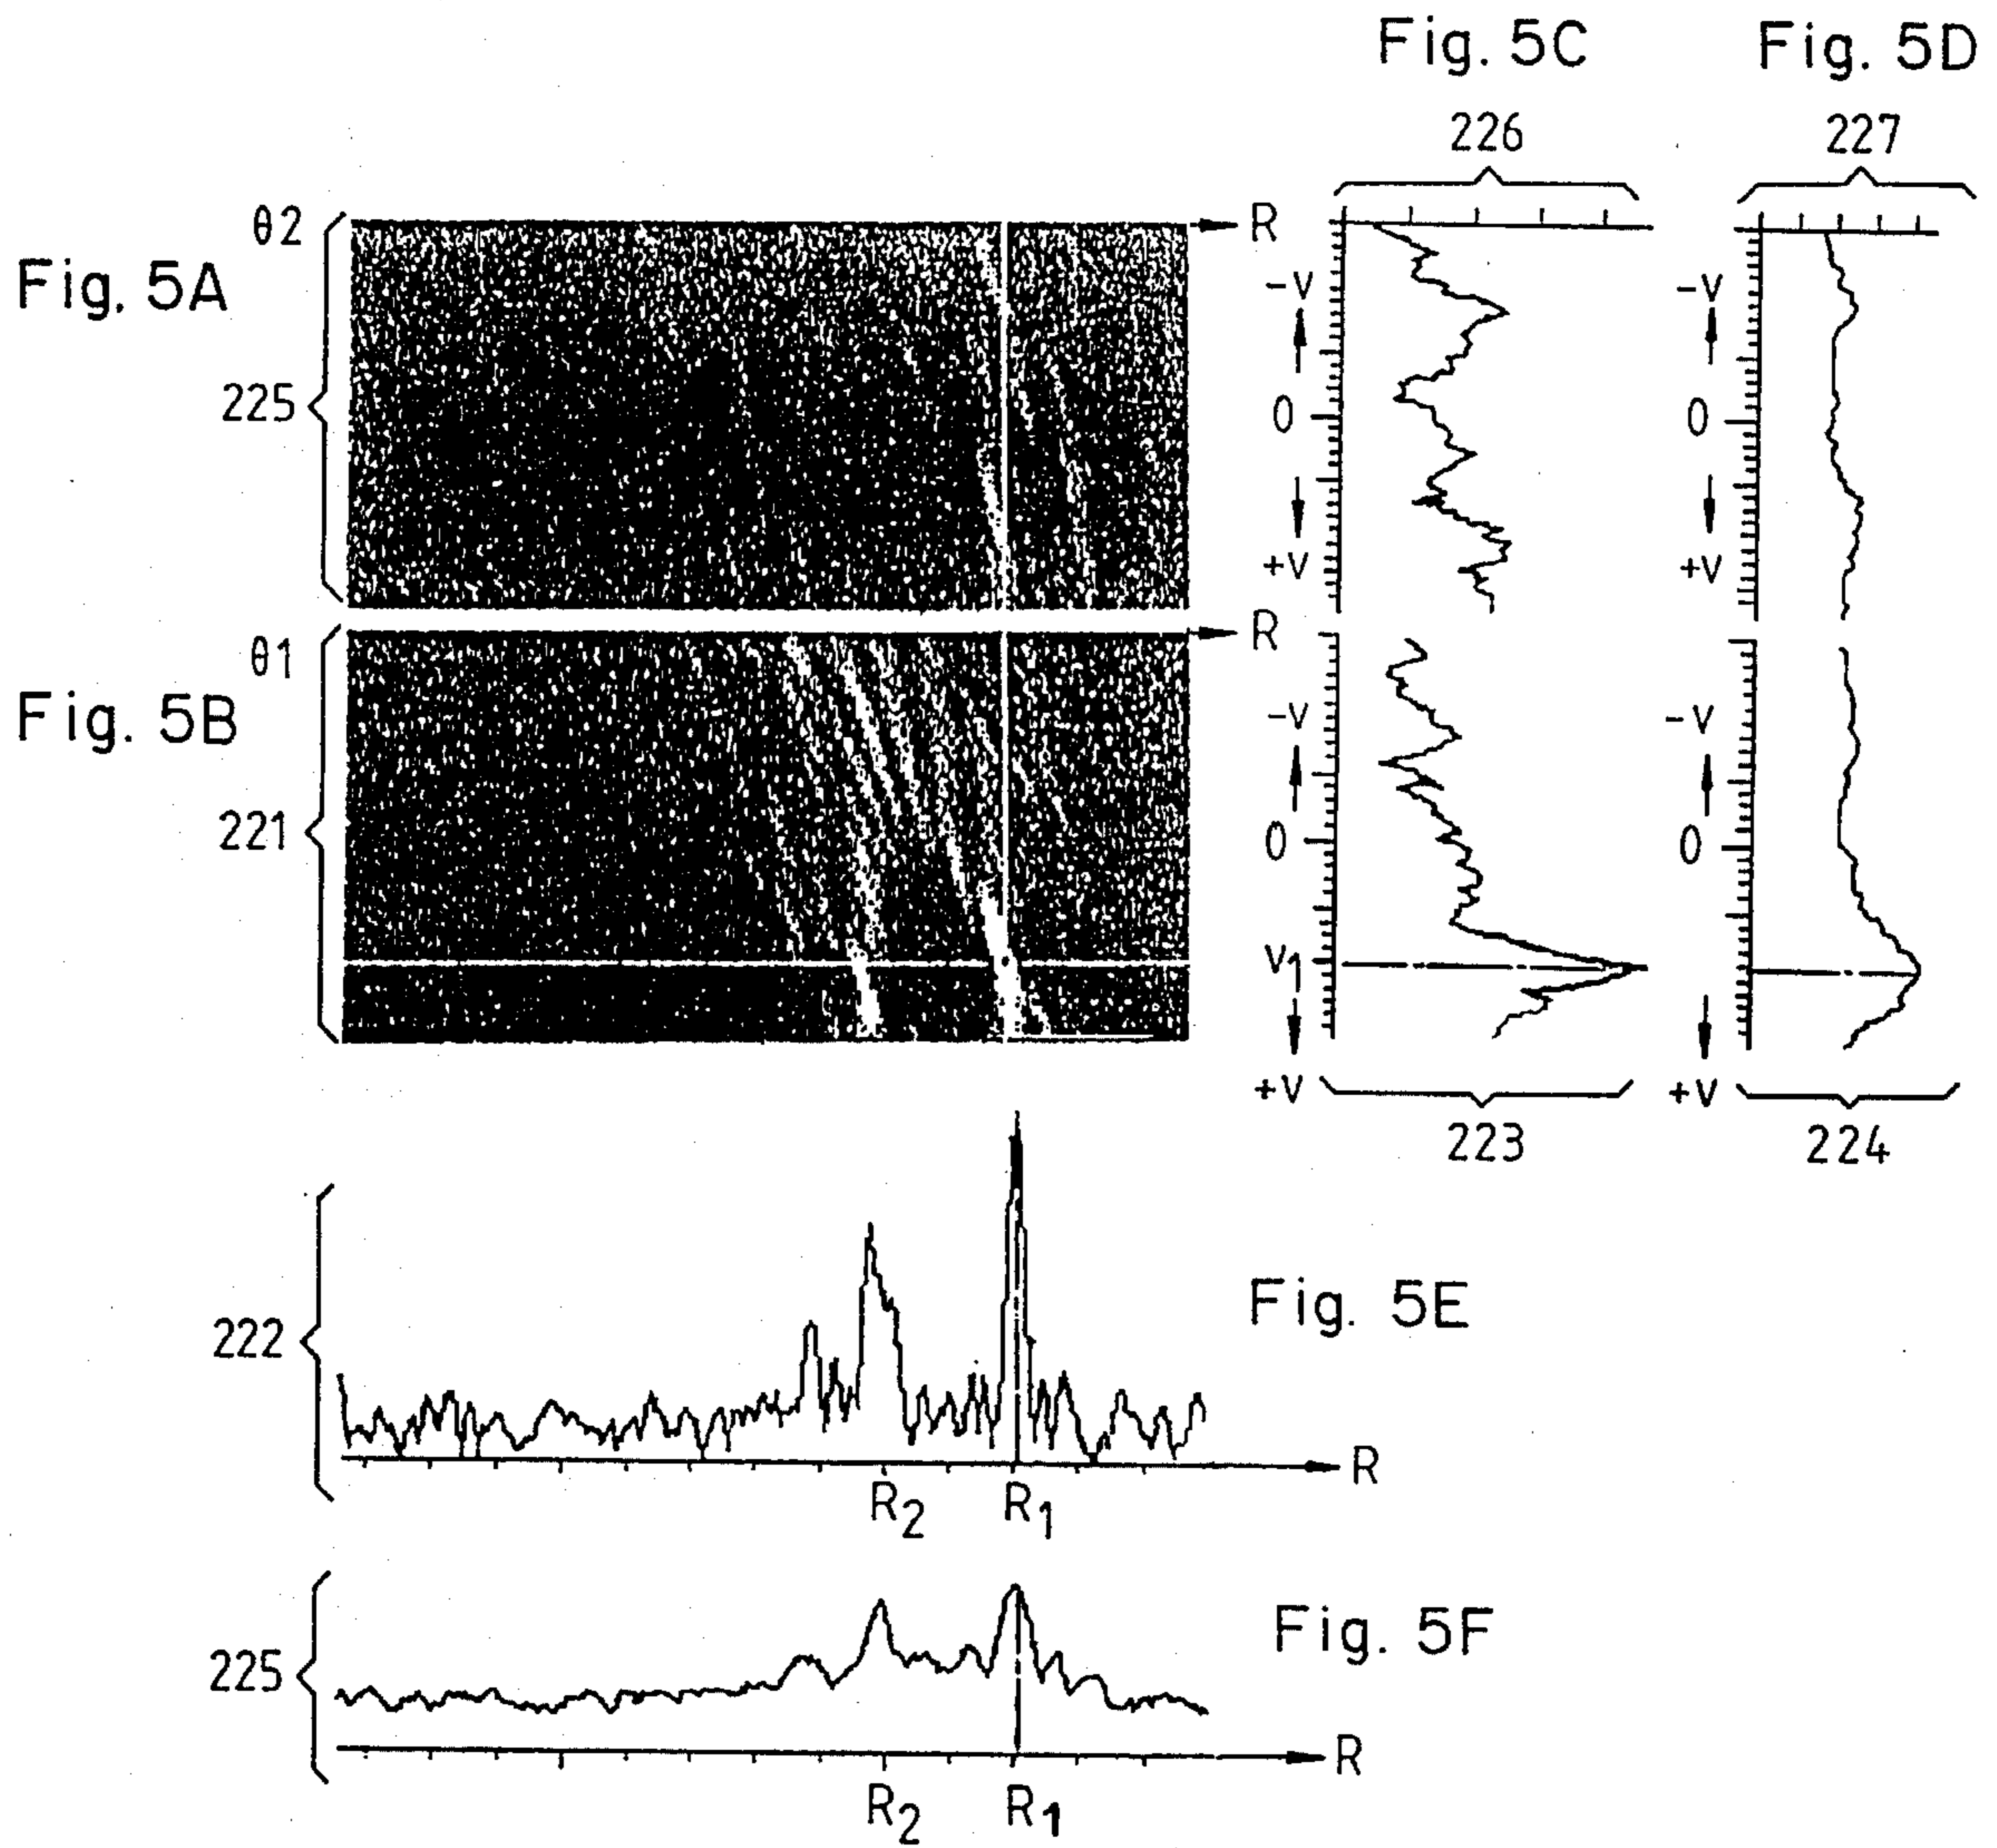 Fig. 5C
Fig. 5D
226
227
θ2
R
Fig. 5A
-V
-V
225
0
0
+V
+V
θ1
R
Fig. 5B
-V
-V
221
0
0
V1
+V
+V
223
224
222
Fig. 5E
R
R2
R1
225
Fig. 5F
R
R2
R1